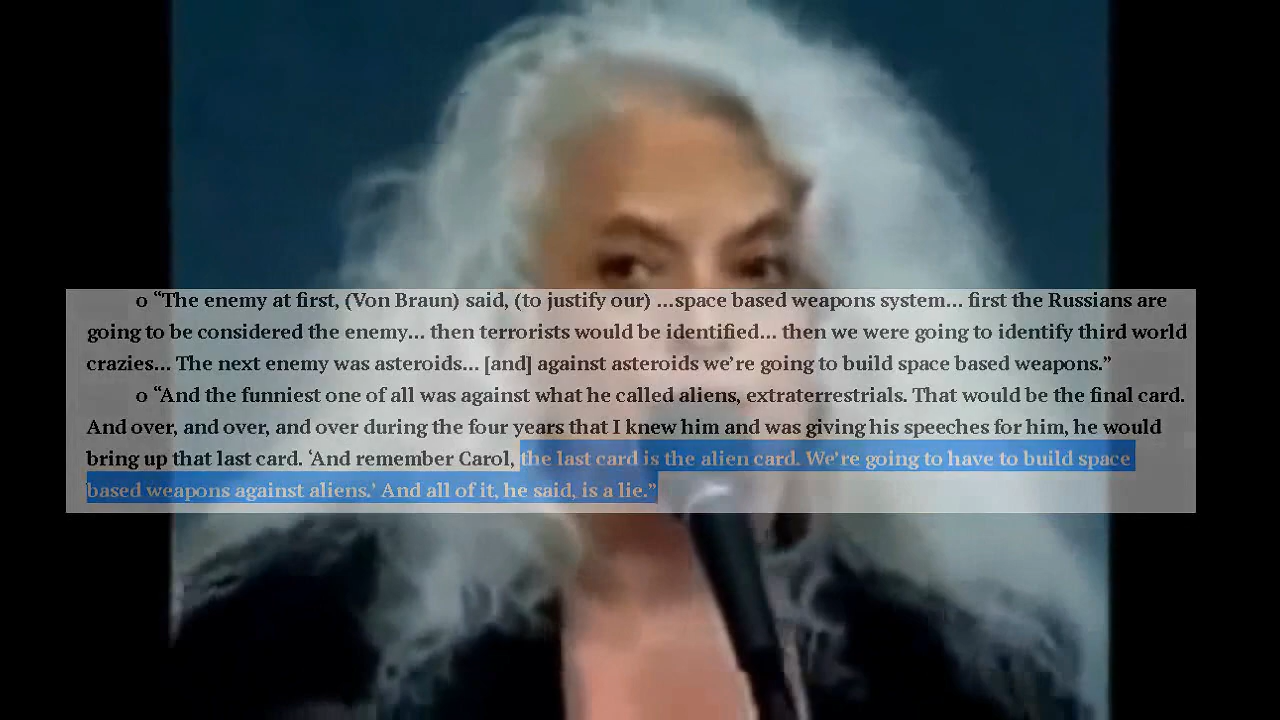 o “The enemy at first, (Von Braun) said, (to justify our) ...space based weapons system... first the Russians are
going to be considered the enemy... then terrorists would be identified... then we were going to identify third world
crazies... The next enemy was asteroids... [and] against asteroids we’re going to build space based weapons.”
o “And the funniest one of all was against what he called aliens, extraterrestrials. That would be the final card.
And over, and over, and over during the four years that I knew him and was giving his speeches for him, he would
bring up that last card. ‘And remember Carol, the last card is the alien card. We’re going to have to build space
based weapons against aliens.’ And all of it, he said, is a lie.”